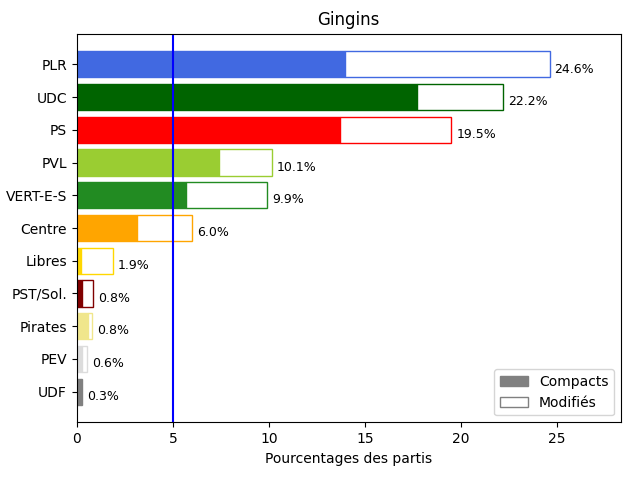 Gingins
PLR 24.6%
UDC 22.2%
PS 19.5%
PVL 10.1%
VERT-E-S 9.9%
Centre 6.0%
Libres 1.9%
PST/Sol. 0.8%
Pirates 0.8%
PEV 0.6%
UDF 0.3%
Compacts
Modifiés
0 5 10 15 20 25
Pourcentages des partis